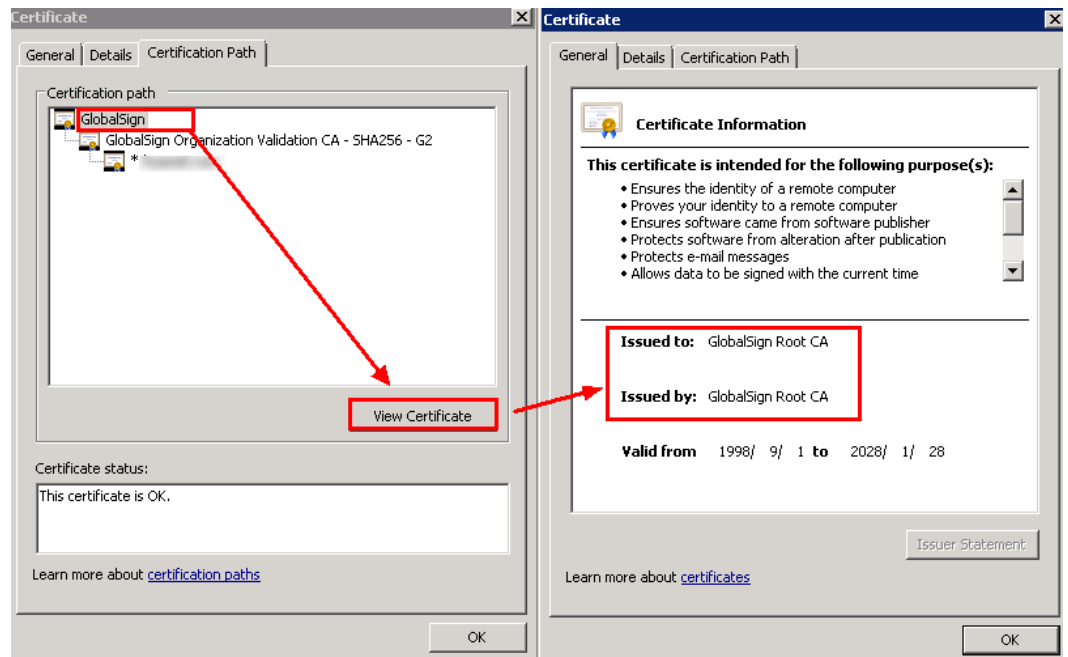 Certificate
General Details Certification Path
Certification path
GlobalSign
GlobalSign Organization Validation CA - SHA256 - G2
*
View Certificate
Certificate status:
This certificate is OK.
Learn more about certification paths
OK
Certificate
General Details Certification Path
Certificate Information
This certificate is intended for the following purpose(s):
• Ensures the identity of a remote computer
• Proves your identity to a remote computer
• Ensures software came from software publisher
• Protects software from alteration after publication
• Protects e-mail messages
• Allows data to be signed with the current time
Issued to: GlobalSign Root CA
Issued by: GlobalSign Root CA
Valid from 1998/ 9/ 1 to 2028/ 1/ 28
Issuer Statement
Learn more about certificates
OK